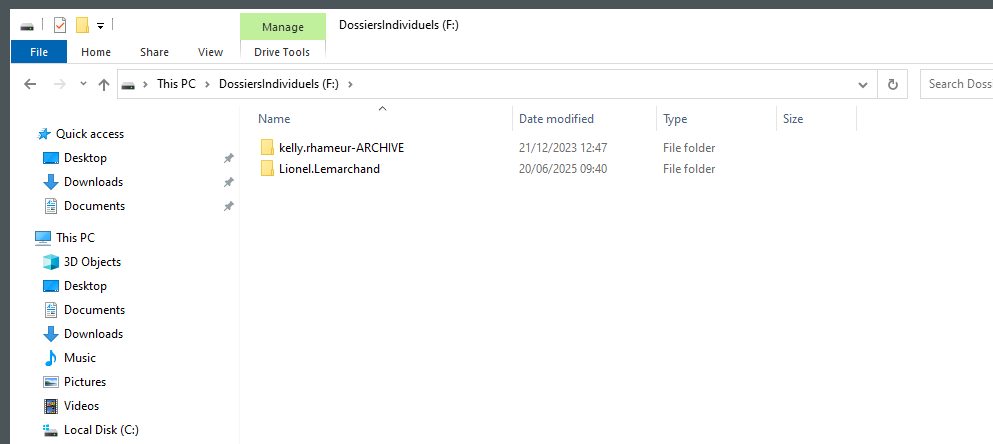 Manage
DossiersIndividuels (F:)
File
Home
Share
View
Drive Tools
This PC
DossiersIndividuels (F:)
Search Doss
Name
Date modified
Type
Size
Quick access
Desktop
Downloads
Documents
This PC
3D Objects
Desktop
Documents
Downloads
Music
Pictures
Videos
Local Disk (C:)
kelly.rhameur-ARCHIVE
21/12/2023 12:47
File folder
Lionel.Lemarchand
20/06/2025 09:40
File folder